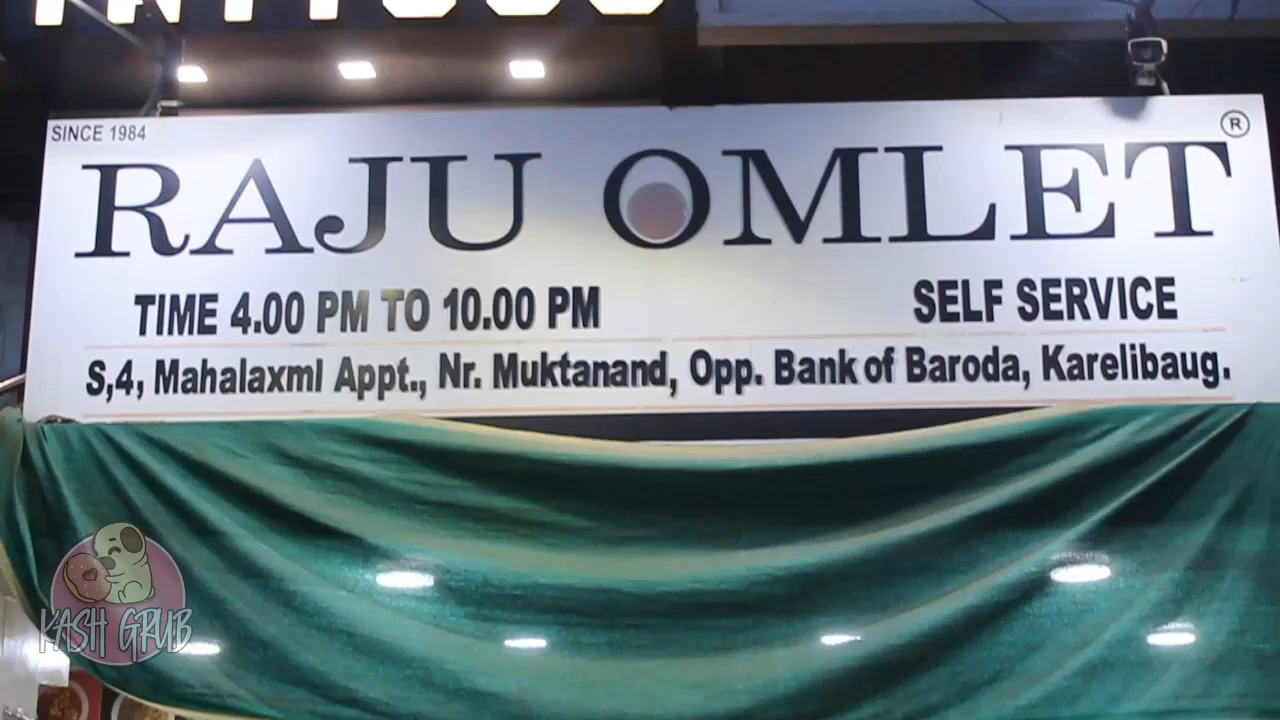 SINCE 1984
RAJU OMLET ®
TIME 4.00 PM TO 10.00 PM SELF SERVICE
S,4, Mahalaxmi Appt., Nr. Muktanand, Opp. Bank of Baroda, Karelibaug.
YASH GRUB